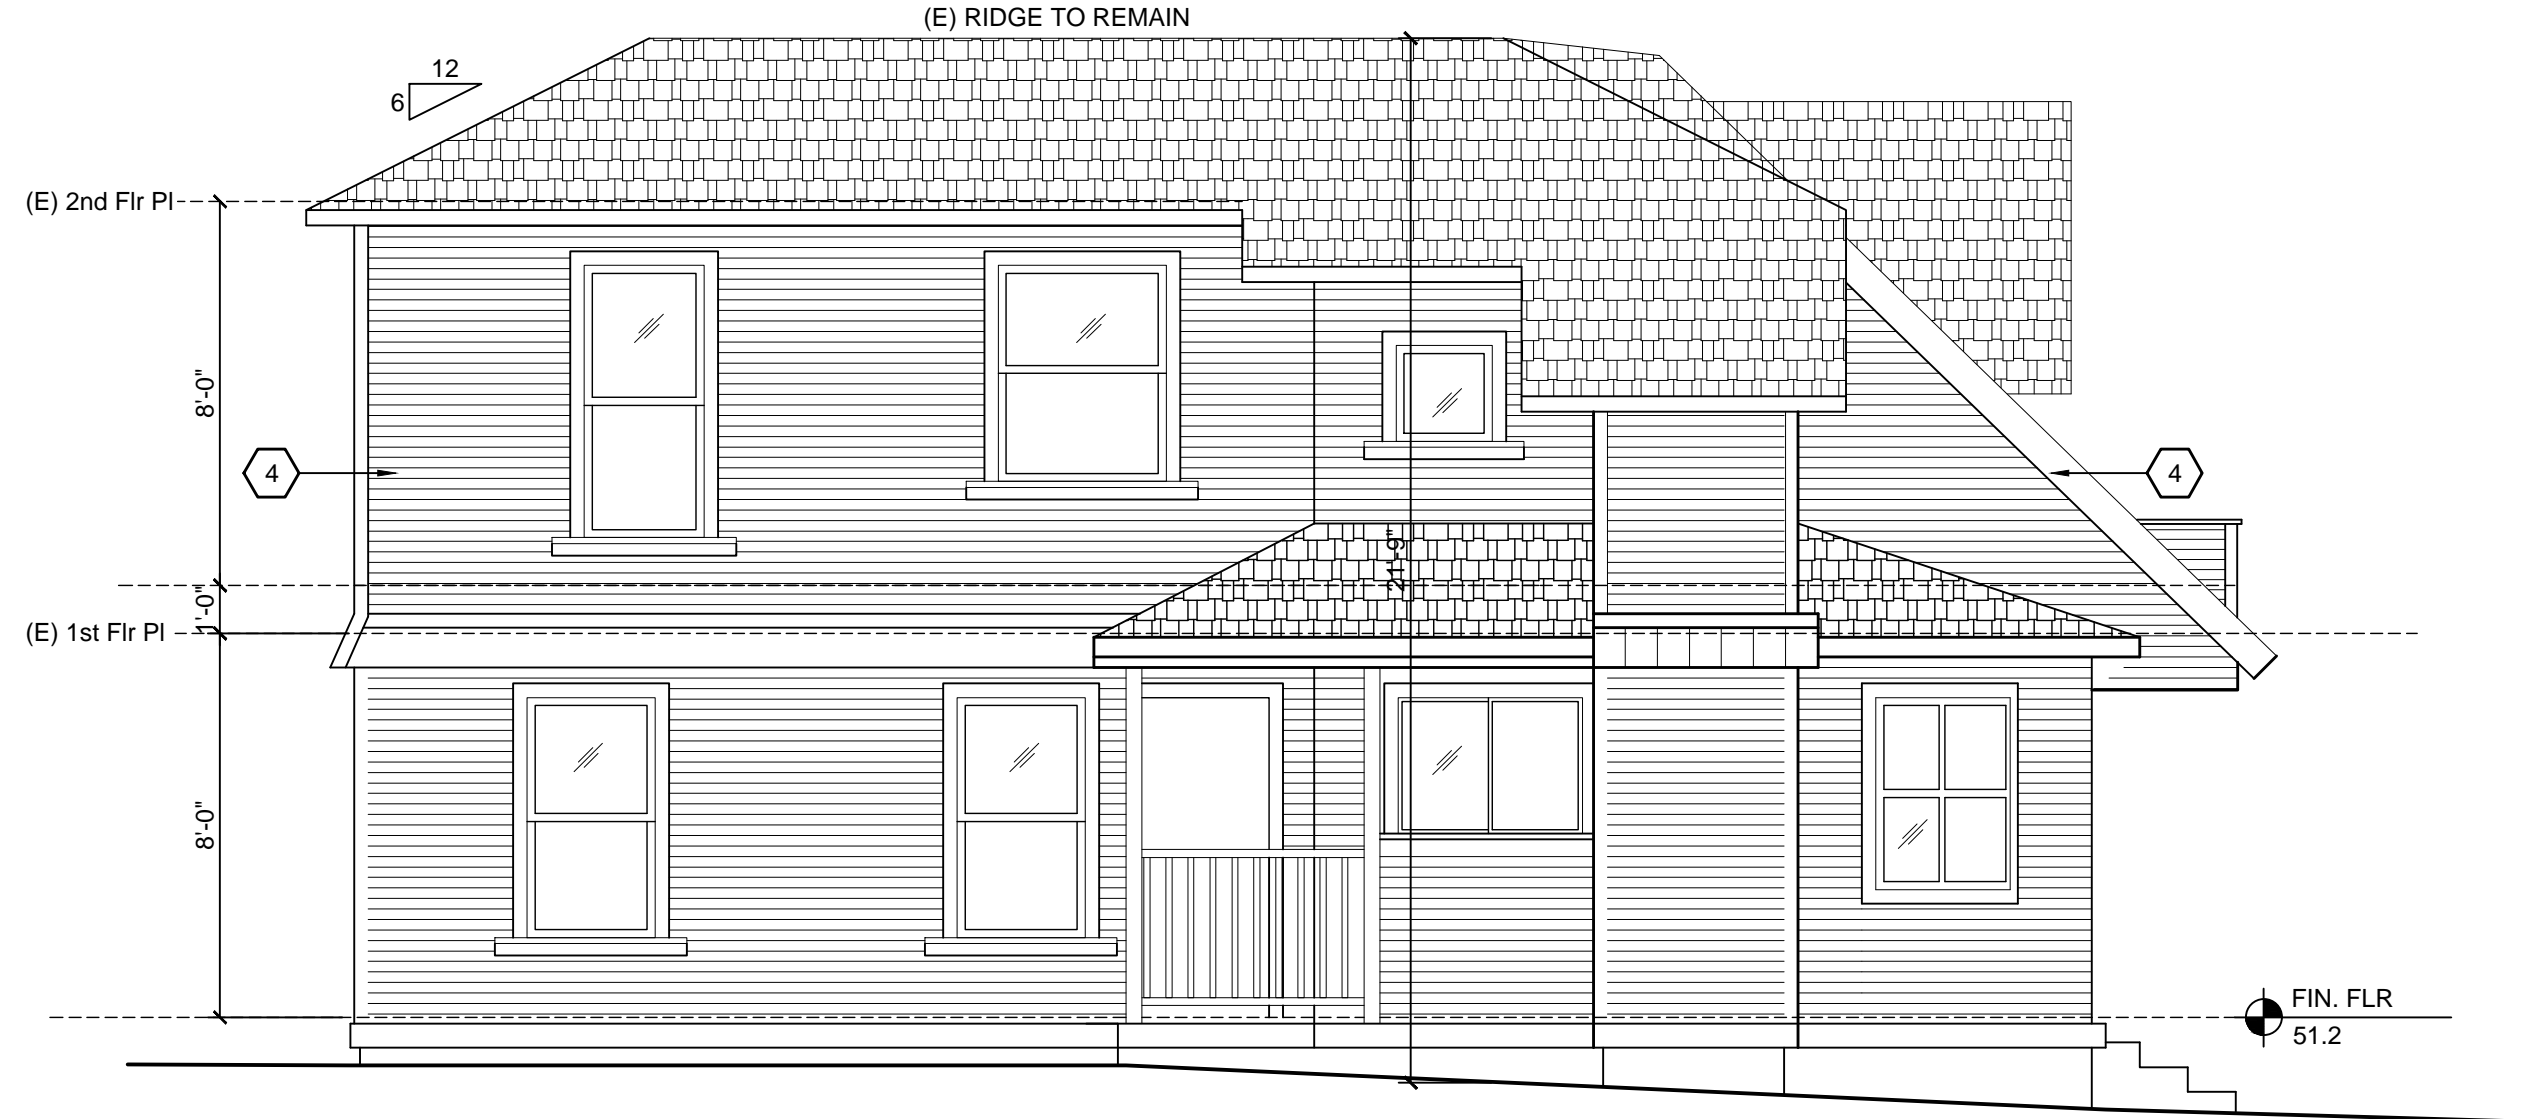 (E) RIDGE TO REMAIN
12
6
(E) 2nd Flr Pl
8'-0"
4
4
21'-9"
1'-0"
(E) 1st Flr Pl
8'-0"
FIN. FLR
51.2